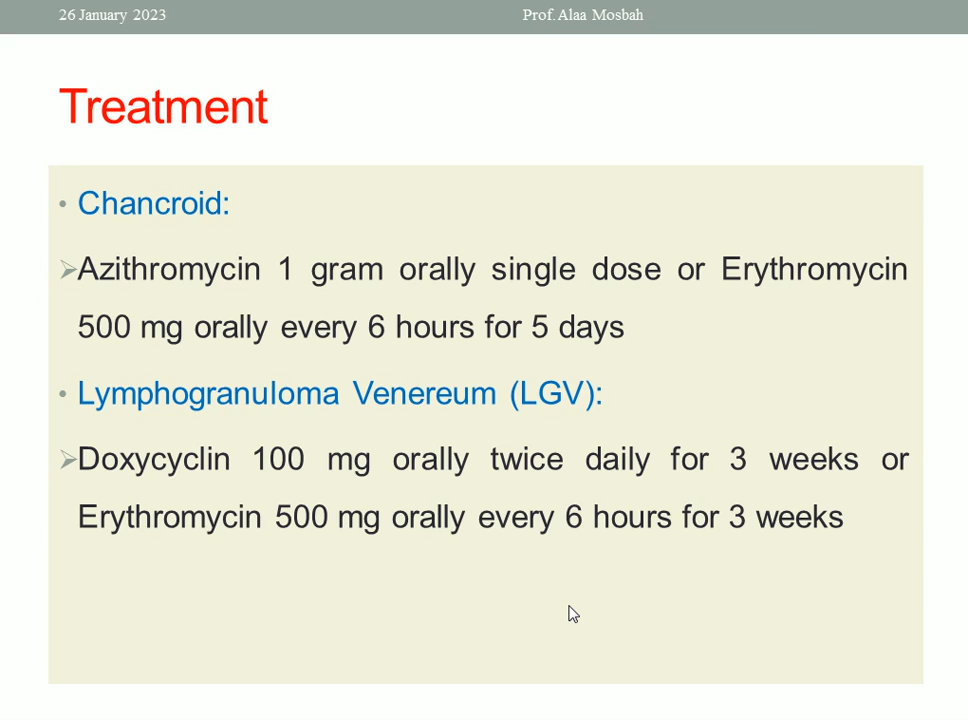 26 January 2023 Prof. Alaa Mosbah
Treatment
• Chancroid:
➢Azithromycin 1 gram orally single dose or Erythromycin
500 mg orally every 6 hours for 5 days
• Lymphogranuloma Venereum (LGV):
➢Doxycyclin 100 mg orally twice daily for 3 weeks or
Erythromycin 500 mg orally every 6 hours for 3 weeks